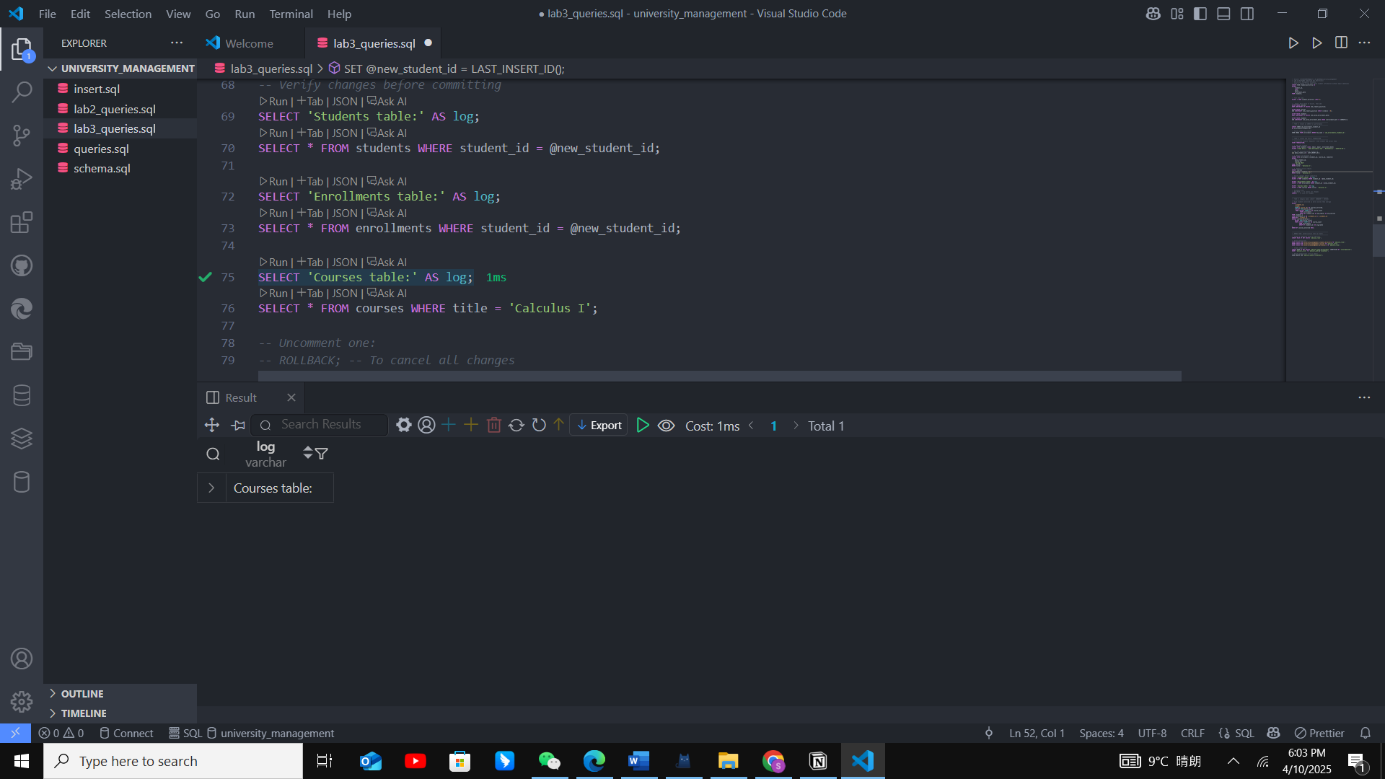 File Edit Selection View Go Run Terminal Help
● lab3_queries.sql - university_management - Visual Studio Code
EXPLORER
Welcome
lab3_queries.sql
1
UNIVERSITY_MANAGEMENT
lab3_queries.sql > SET @new_student_id = LAST_INSERT_ID();
insert.sql
lab2_queries.sql
lab3_queries.sql
queries.sql
schema.sql
68 -- Verify changes before committing
Run | Tab | JSON | Ask AI
69 SELECT 'Students table:' AS log;
Run | Tab | JSON | Ask AI
70 SELECT * FROM students WHERE student_id = @new_student_id;
71
Run | Tab | JSON | Ask AI
72 SELECT 'Enrollments table:' AS log;
Run | Tab | JSON | Ask AI
73 SELECT * FROM enrollments WHERE student_id = @new_student_id;
74
Run | Tab | JSON | Ask AI
75 SELECT 'Courses table:' AS log; 1ms
Run | Tab | JSON | Ask AI
76 SELECT * FROM courses WHERE title = 'Calculus I';
77
78 -- Uncomment one:
79 -- ROLLBACK; -- To cancel all changes
Result
Search Results
Export
Cost: 1ms < 1 > Total 1
log
varchar
Courses table:
OUTLINE
TIMELINE
0 0 Connect SQL university_management
Ln 52, Col 1 Spaces: 4 UTF-8 CRLF SQL Prettier
Type here to search
9°C 晴朗
6:03 PM
4/10/2025
1